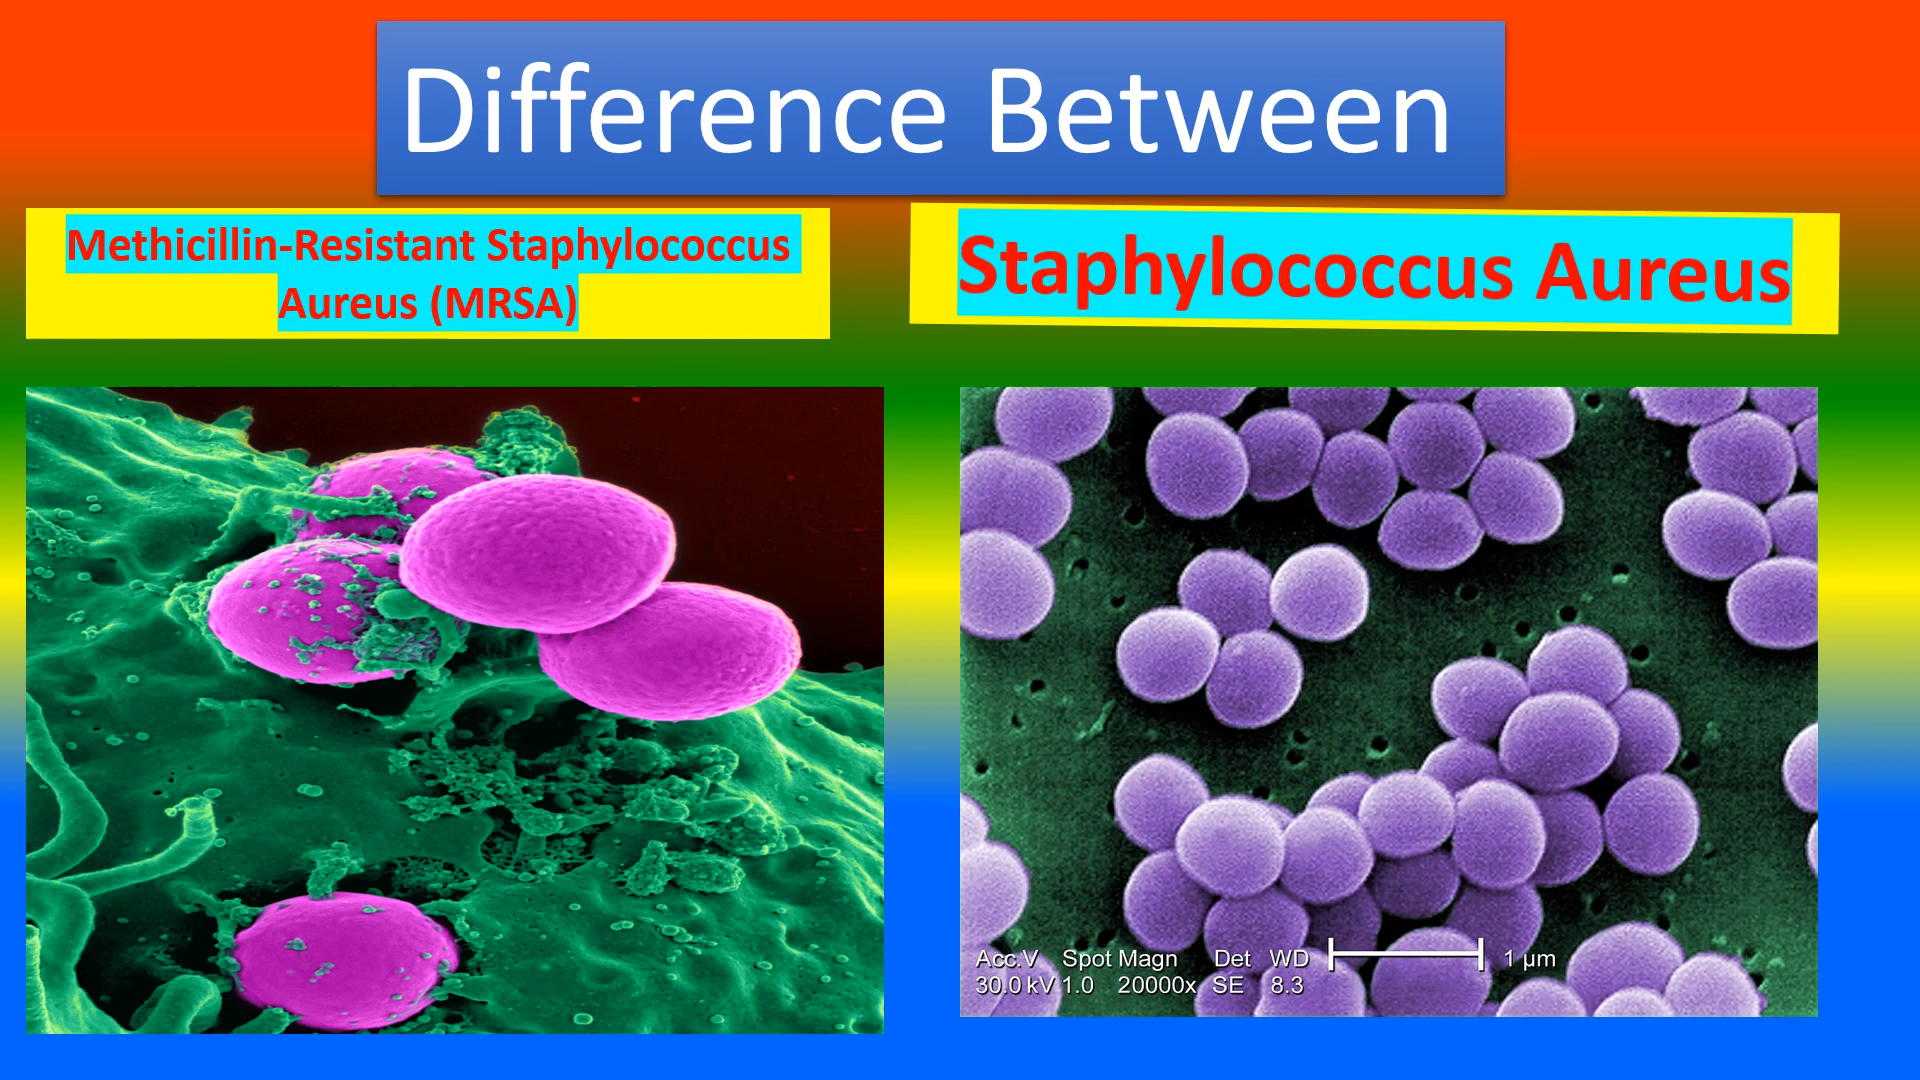 Difference Between
Methicillin-Resistant Staphylococcus
Aureus (MRSA)
Staphylococcus Aureus
Acc.V Spot Magn Det WD 1 µm
30.0 kV 1.0 20000x SE 8.3